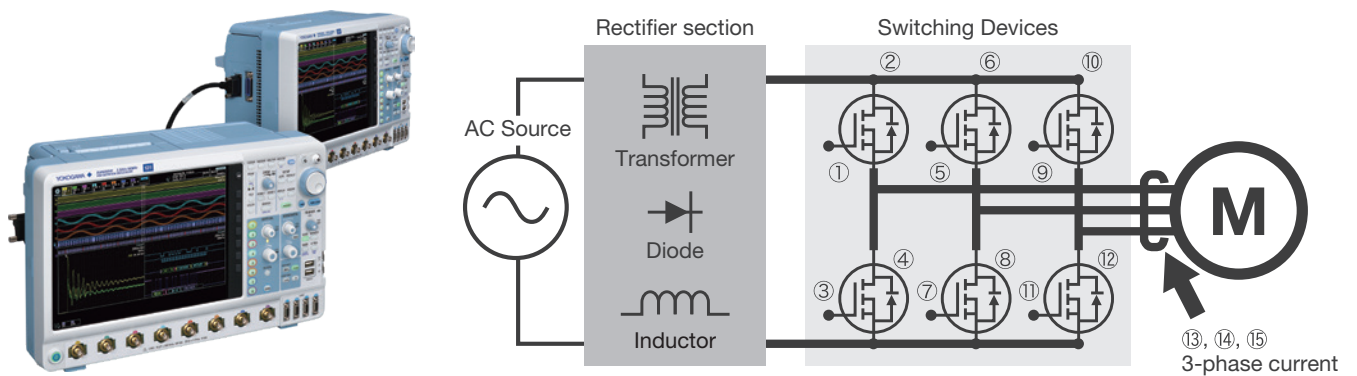 YOKOGAWA
Rectifier section
Switching Devices
② ⑥ ⑩
AC Source
Transformer
① ⑤ ⑨
M
Diode
④ ⑧ ⑫
③ ⑦ ⑪
Inductor
⑬, ⑭, ⑮
3-phase current